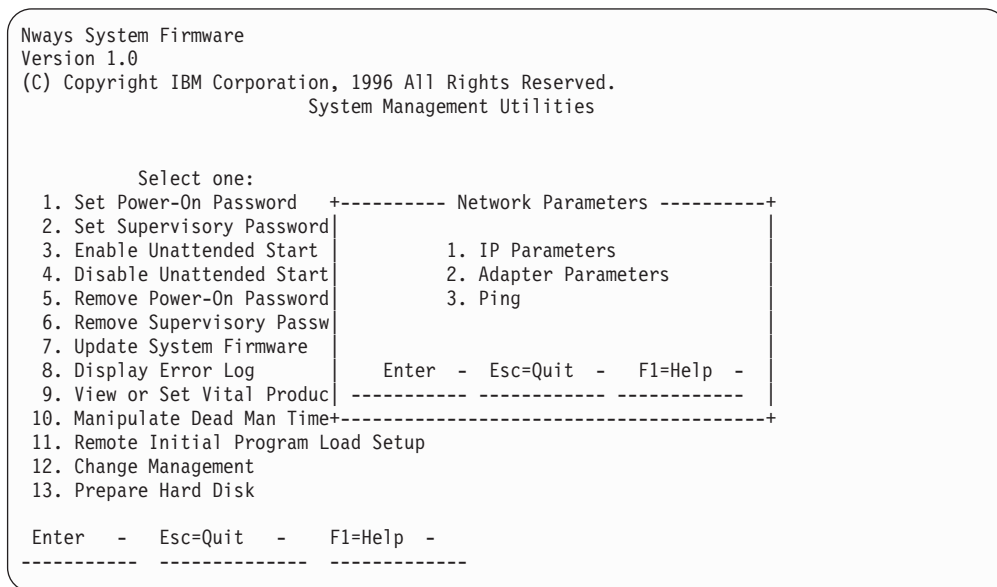 Nways System Firmware
Version 1.0
(C) Copyright IBM Corporation, 1996 All Rights Reserved.
System Management Utilities
Select one:
1. Set Power-On Password +---------- Network Parameters ----------+
2. Set Supervisory Password| |
3. Enable Unattended Start | 1. IP Parameters |
4. Disable Unattended Start| 2. Adapter Parameters |
5. Remove Power-On Password| 3. Ping |
6. Remove Supervisory Passw| |
7. Update System Firmware | |
8. Display Error Log | Enter - Esc=Quit - F1=Help - |
9. View or Set Vital Produc| ----------- ------------ ------------ |
10. Manipulate Dead Man Time+----------------------------------------+
11. Remote Initial Program Load Setup
12. Change Management
13. Prepare Hard Disk
Enter - Esc=Quit - F1=Help -
----------- -------------- -------------